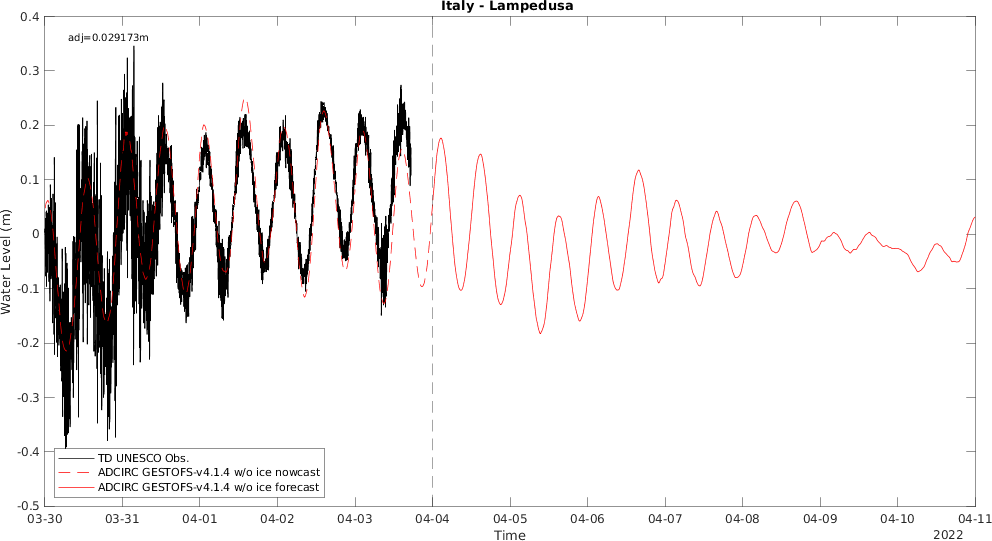 Italy - Lampedusa
adj=0.029173m
0.4
0.3
0.2
0.1
0
-0.1
-0.2
-0.3
-0.4
-0.5
Water Level (m)
TD UNESCO Obs.
ADCIRC GESTOFS-v4.1.4 w/o ice nowcast
ADCIRC GESTOFS-v4.1.4 w/o ice forecast
03-30 03-31 04-01 04-02 04-03 04-04 04-05 04-06 04-07 04-08 04-09 04-10 04-11
Time
2022